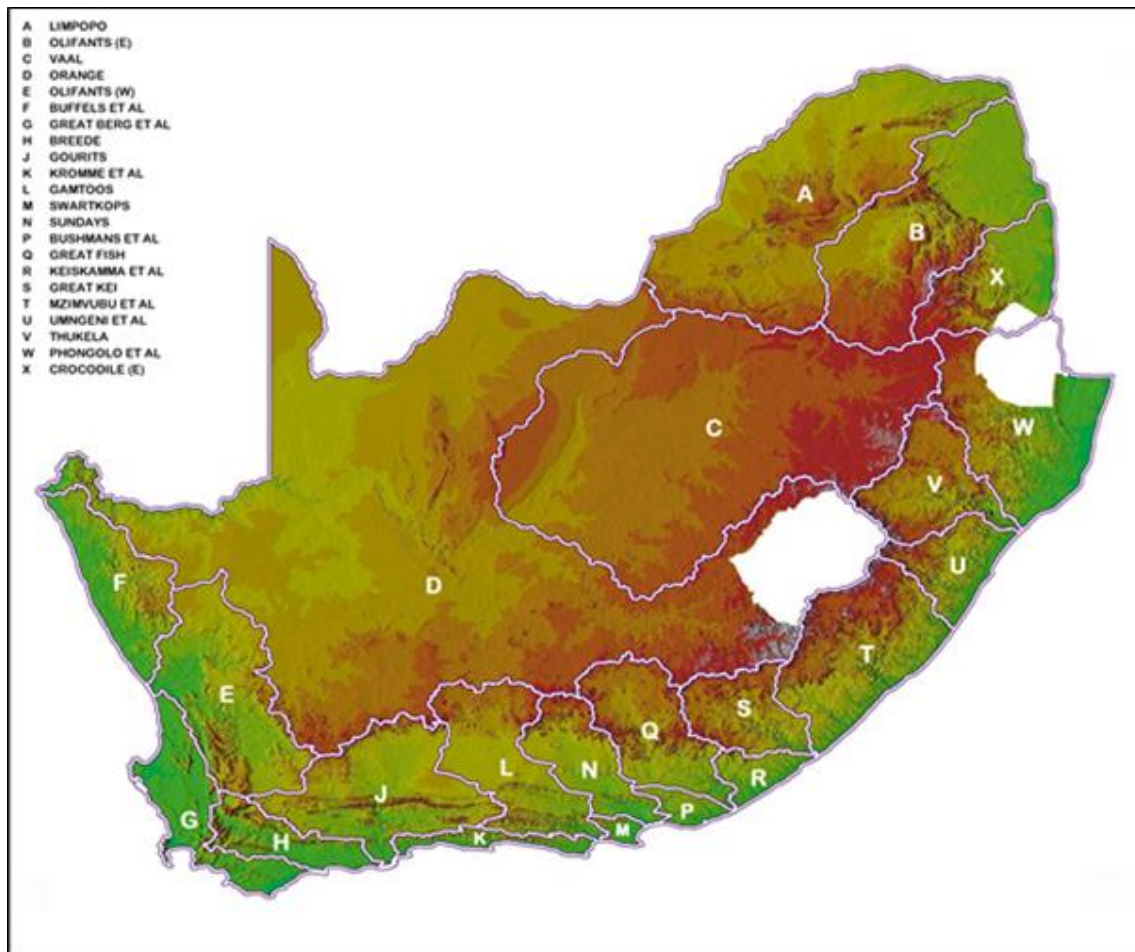 A LIMPOPO
B OLIFANTS (E)
C VAAL
D ORANGE
E OLIFANTS (W)
F BUFFELS ET AL
G GREAT BERG ET AL
H BREEDE
J GOURITS
K KROMME ET AL
L GAMTOOS
M SWARTKOPS
N SUNDAYS
P BUSHMANS ET AL
Q GREAT FISH
R KEISKAMMA ET AL
S GREAT KEI
T MZIMVUBU ET AL
U UMNGENI ET AL
V THUKELA
W PHONGOLO ET AL
X CROCODILE (E)
A
B
X
C
W
V
D
F
U
T
E
S
Q
L
N
R
J
P
G
M
K
H